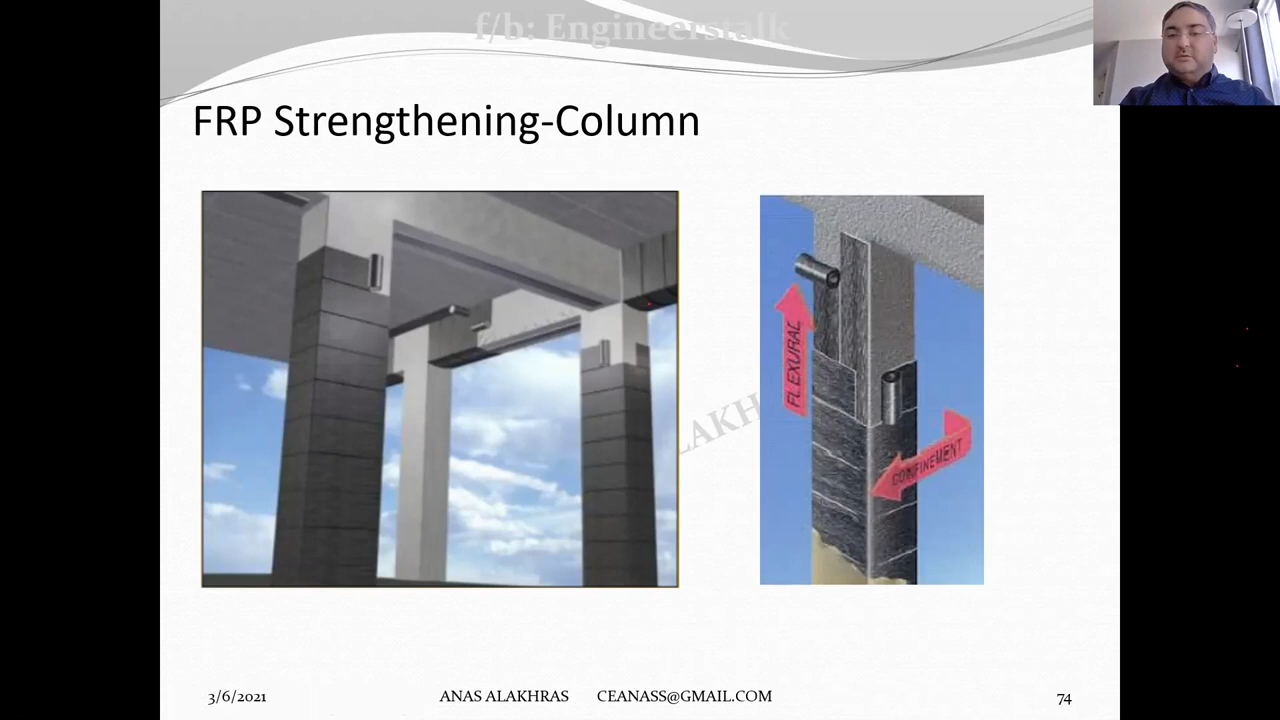 f/b: Engineerstalk
FRP Strengthening-Column
FLEXURAL
CONFINEMENT
3/6/2021
ANAS ALAKHRAS CEANASS@GMAIL.COM
74